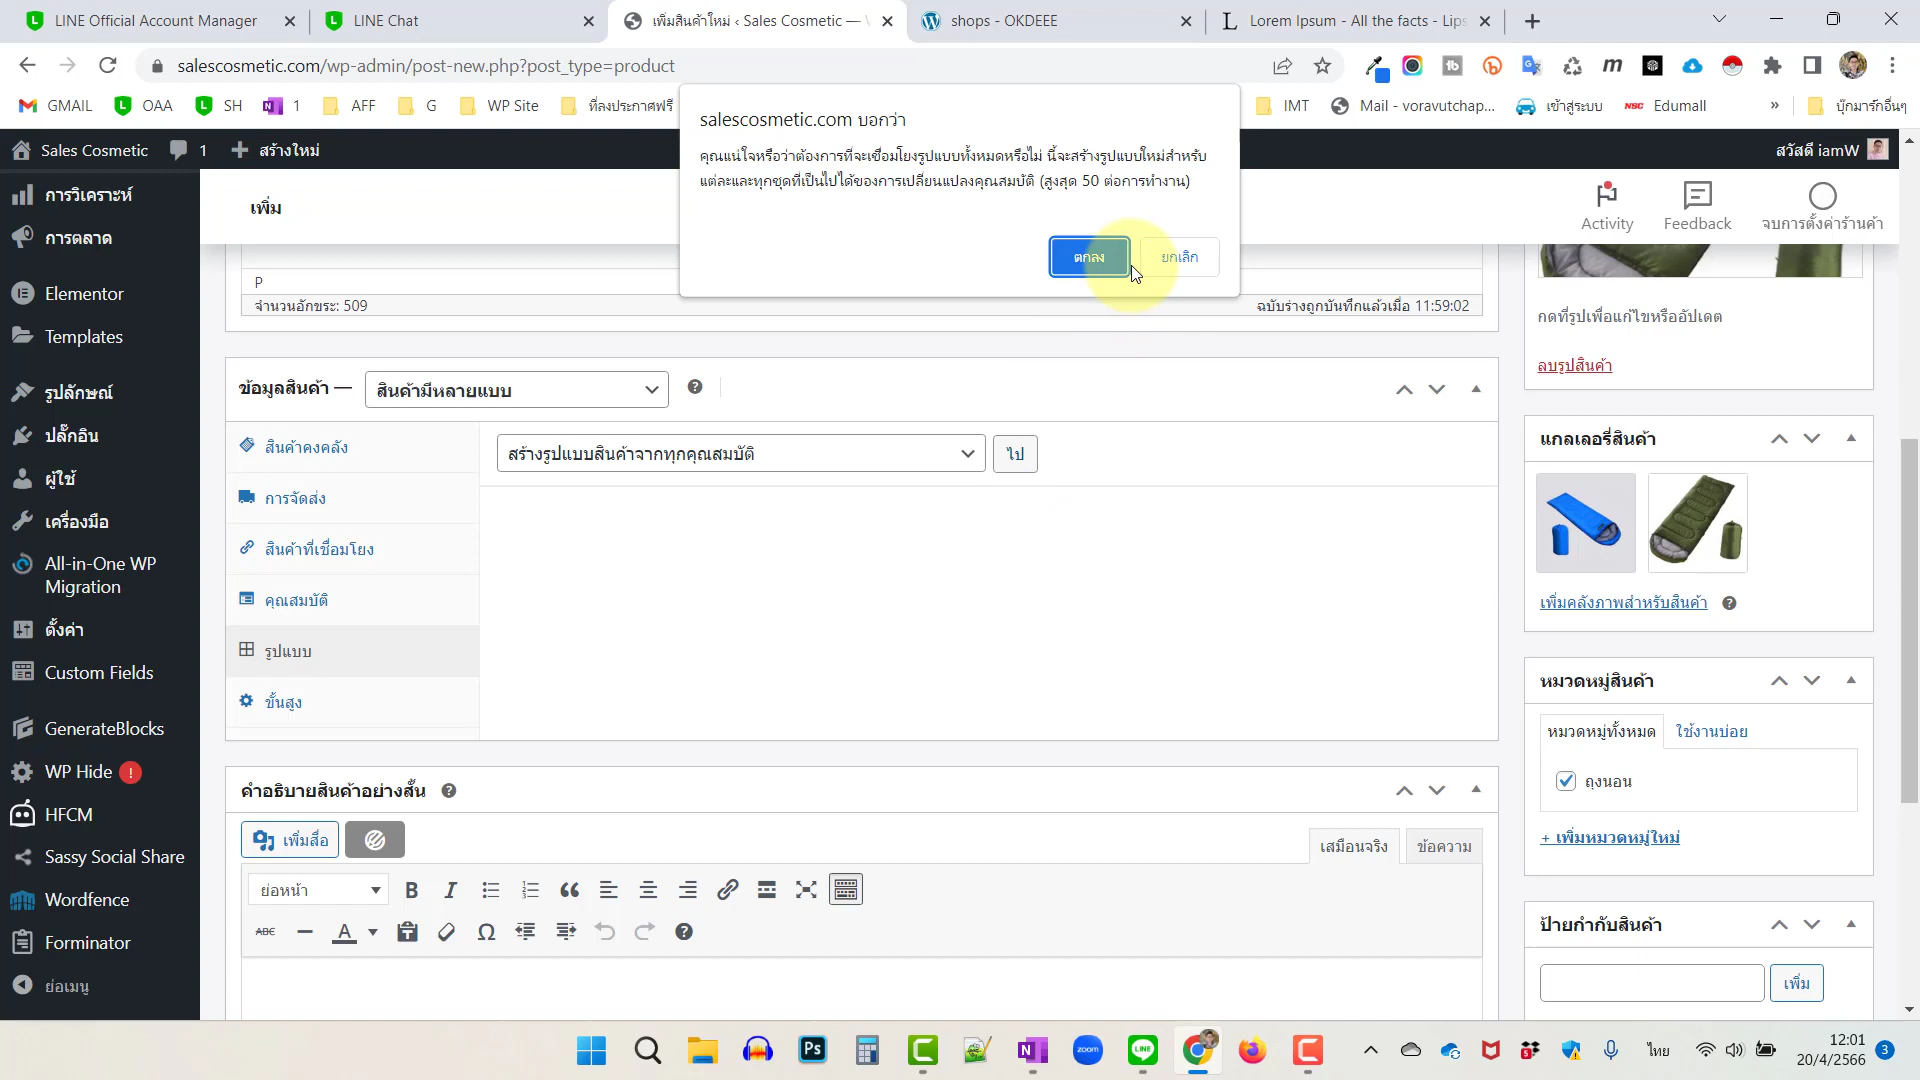 LINE Official Account Manager
LINE Chat
เพิ่มสินค้าใหม่ ‹ Sales Cosmetic —
shops - OKDEEE
Lorem Ipsum - All the facts - Lips
salescosmetic.com/wp-admin/post-new.php?post_type=product
GMAIL
OAA
SH
1
AFF
G
WP Site
ที่ลงประกาศฟรี
IMT
Mail - voravutchap...
เข้าสู่ระบบ
NSC
Edumall
»
บุ๊กมาร์กอื่นๆ
salescosmetic.com บอกว่า
คุณแน่ใจหรือว่าต้องการที่จะเชื่อมโยงรูปแบบทั้งหมดหรือไม่ นี้จะสร้างรูปแบบใหม่สำหรับ
แต่ละและทุกชุดที่เป็นไปได้ของการเปลี่ยนแปลงคุณสมบัติ (สูงสุด 50 ต่อการทำงาน)
ตกลง
ยกเลิก
Sales Cosmetic
1
สร้างใหม่
สวัสดี iamW
การวิเคราะห์
การตลาด
Elementor
Templates
รูปลักษณ์
ปลั๊กอิน
ผู้ใช้
เครื่องมือ
All-in-One WP
Migration
ตั้งค่า
Custom Fields
GenerateBlocks
WP Hide !
HFCM
Sassy Social Share
Wordfence
Forminator
ย่อเมนู
เพิ่ม
Activity
Feedback
จบการตั้งค่าร้านค้า
P
จำนวนอักขระ: 509
ฉบับร่างถูกบันทึกแล้วเมื่อ 11:59:02
ข้อมูลสินค้า —
สินค้ามีหลายแบบ
สินค้าคงคลัง
การจัดส่ง
สินค้าที่เชื่อมโยง
คุณสมบัติ
รูปแบบ
ขั้นสูง
สร้างรูปแบบสินค้าจากทุกคุณสมบัติ
ไป
คำอธิบายสินค้าอย่างสั้น
เพิ่มสื่อ
เสมือนจริง
ข้อความ
ย่อหน้า
B I
ABC
A
Ω
กดที่รูปเพื่อแก้ไขหรืออัปเดต
ลบรูปสินค้า
แกลเลอรี่สินค้า
เพิ่มคลังภาพสำหรับสินค้า
หมวดหมู่สินค้า
หมวดหมู่ทั้งหมด
ใช้งานบ่อย
ถุงนอน
+ เพิ่มหมวดหมู่ใหม่
ป้ายกำกับสินค้า
เพิ่ม
Ps
zoom
LINE
ไทย
12:01
20/4/2566
3